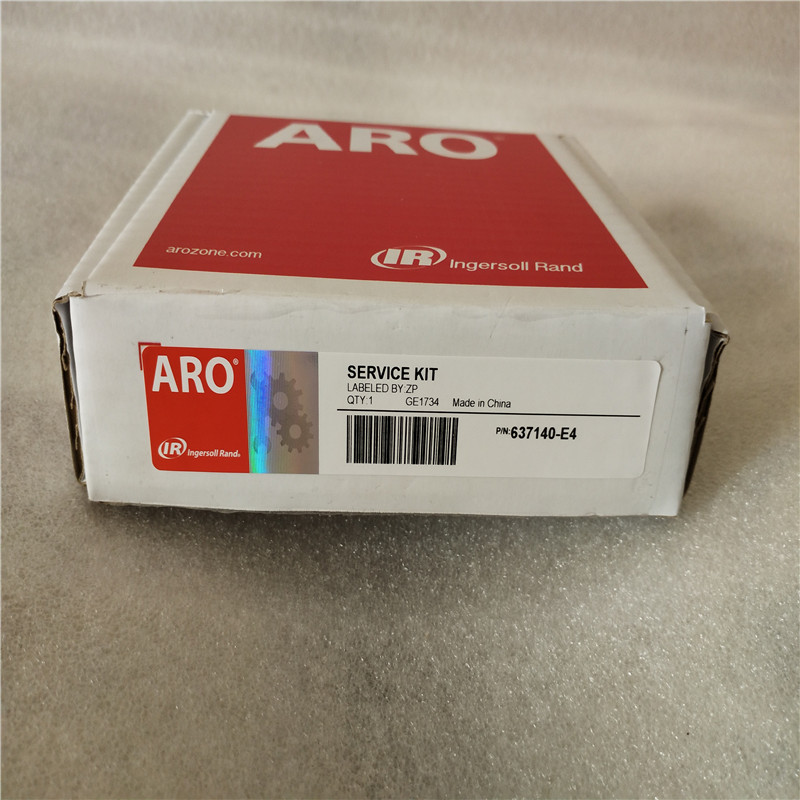 ARO
arozone.com
IR Ingersoll Rand
ARO®
IR Ingersoll Rand®
SERVICE KIT
LABELED BY:ZP
QTY:1 GE1734 Made in China
P/N:637140-E4